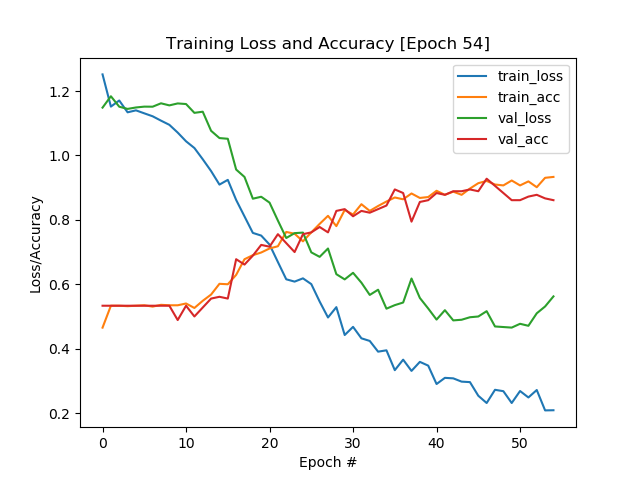 Training Loss and Accuracy [Epoch 54]
train_loss
train_acc
val_loss
val_acc
1.2
1.0
0.8
0.6
0.4
0.2
Loss/Accuracy
0 10 20 30 40 50
Epoch #